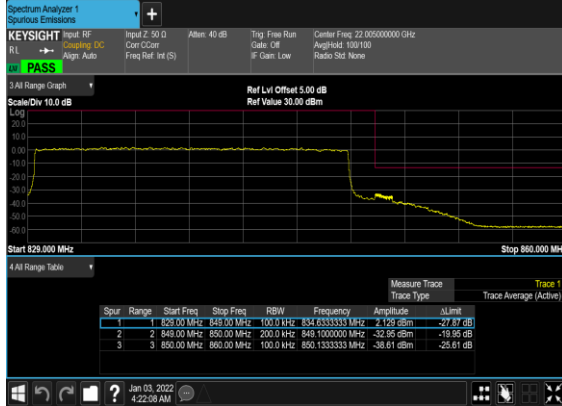 Spectrum Analyzer 1
Spurious Emissions
+
KEYSIGHT Input: RF Input Z: 50 Ω Atten: 40 dB Trig: Free Run Center Freq: 22.005000000 GHz
RL Coupling: DC Corr CCorr Gate: Off Avg|Hold: 100/100
Align: Auto Freq Ref: Int (S) IF Gain: Low Radio Std: None
PASS
3 All Range Graph Ref Lvl Offset 5.00 dB
Scale/Div 10.0 dB Ref Value 30.00 dBm
Log
20.0
10.0
0.00
-10.0
-20.0
-30.0
-40.0
-50.0
-60.0
Start 829.000 MHz Stop 860.000 MH
4 All Range Table
Measure Trace Trace 1
Trace Type Trace Average (Active)
Spur Range Start Freq Stop Freq RBW Frequency Amplitude ΔLimit
1 1 829.00 MHz 849.00 MHz 100.0 kHz 834.6333333 MHz 2.129 dBm -27.87 dB
2 2 849.00 MHz 850.00 MHz 200.0 kHz 849.1000000 MHz -32.95 dBm -19.95 dB
3 3 850.00 MHz 860.00 MHz 100.0 kHz 850.1333333 MHz -38.61 dBm -25.61 dB
? Jan 03, 2022
4:22:08 AM